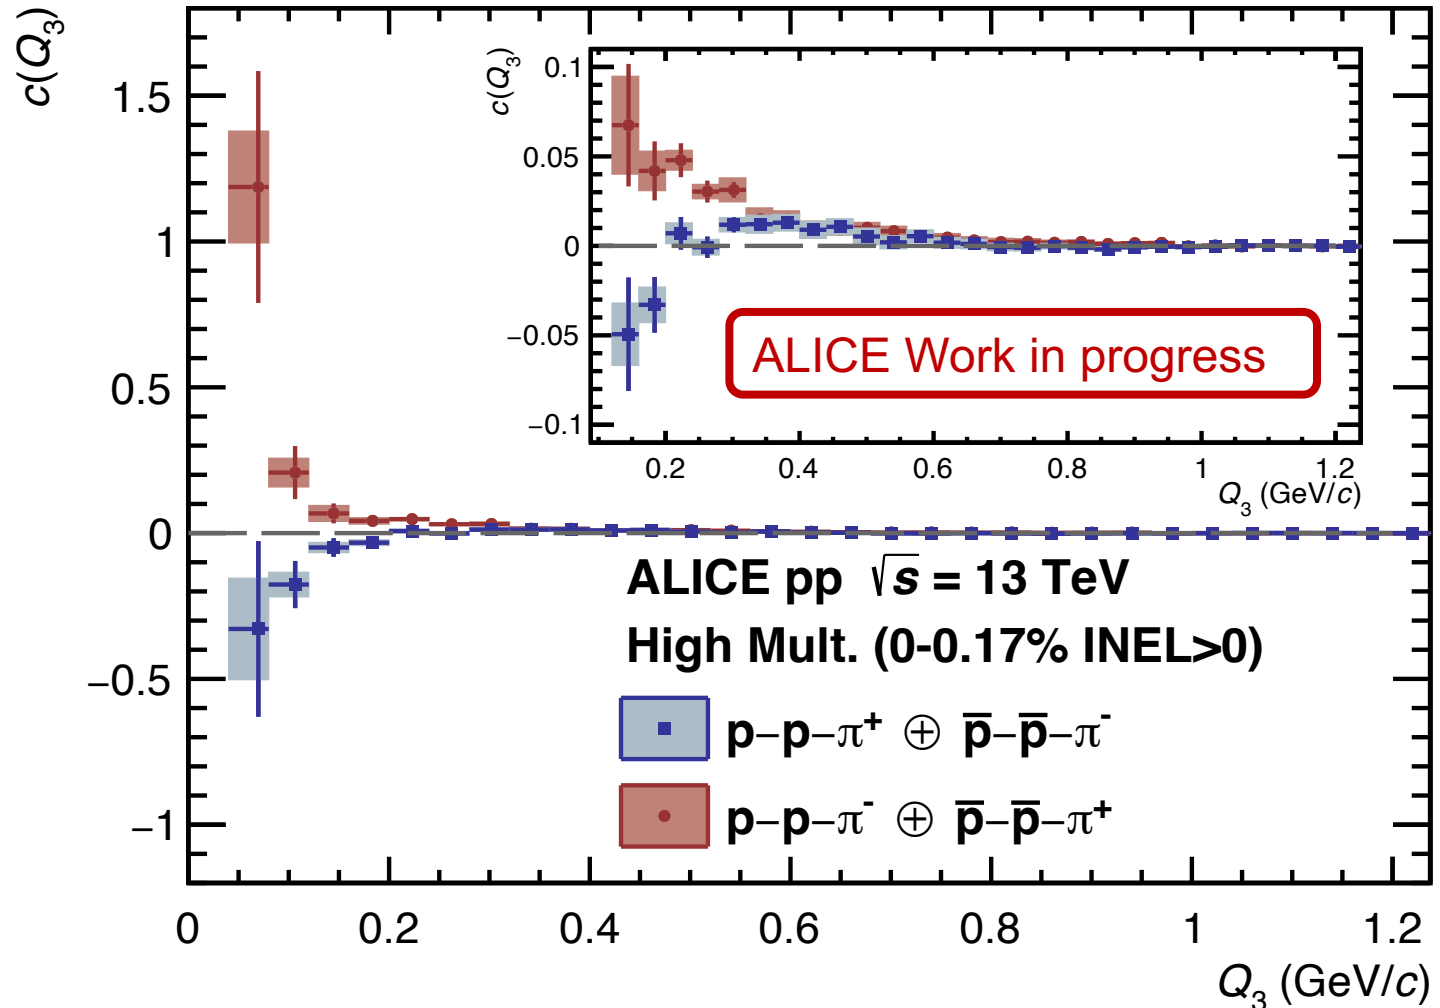 c(Q₃)
1.5
1
0.5
0
−0.5
−1
0
0.2
0.4
0.6
0.8
1
1.2
Q₃ (GeV/c)
c(Q₃)
0.1
0.05
0
−0.05
−0.1
0.2
0.4
0.6
0.8
1
1.2
Q₃ (GeV/c)
ALICE Work in progress
ALICE pp √s = 13 TeV
High Mult. (0-0.17% INEL>0)
p−p−π⁺ ⊕ p̅−p̅−π⁻
p−p−π⁻ ⊕ p̅−p̅−π⁺